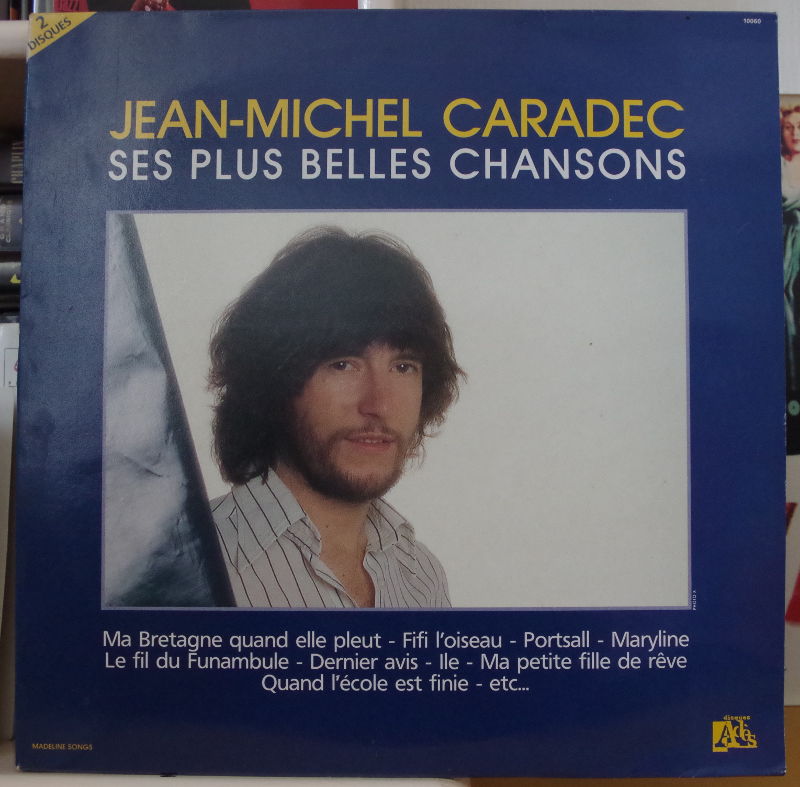 2
DISQUES
10060
JEAN-MICHEL CARADEC
SES PLUS BELLES CHANSONS
Ma Bretagne quand elle pleut - Fifi l'oiseau - Portsall - Maryline
Le fil du Funambule - Dernier avis - Ile - Ma petite fille de rêve
Quand l'école est finie - etc...
MADELINE SONGS
disques
Adès
CHAPLIN